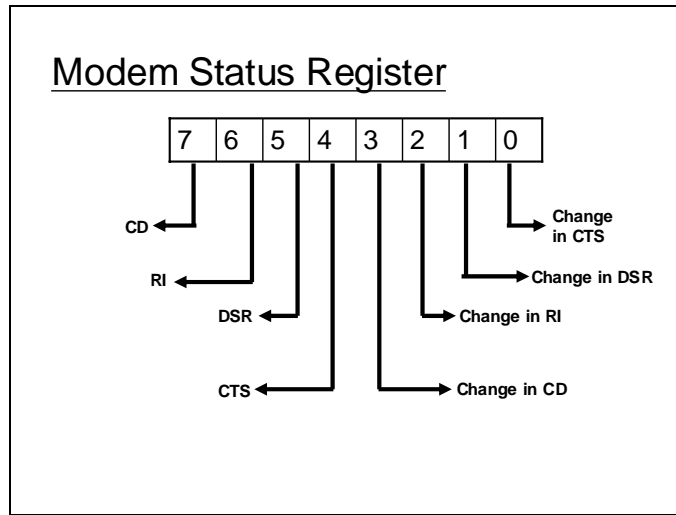 Modem Status Register
7 6 5 4 3 2 1 0
CD
Change
in CTS
RI
Change in DSR
DSR
Change in RI
CTS
Change in CD